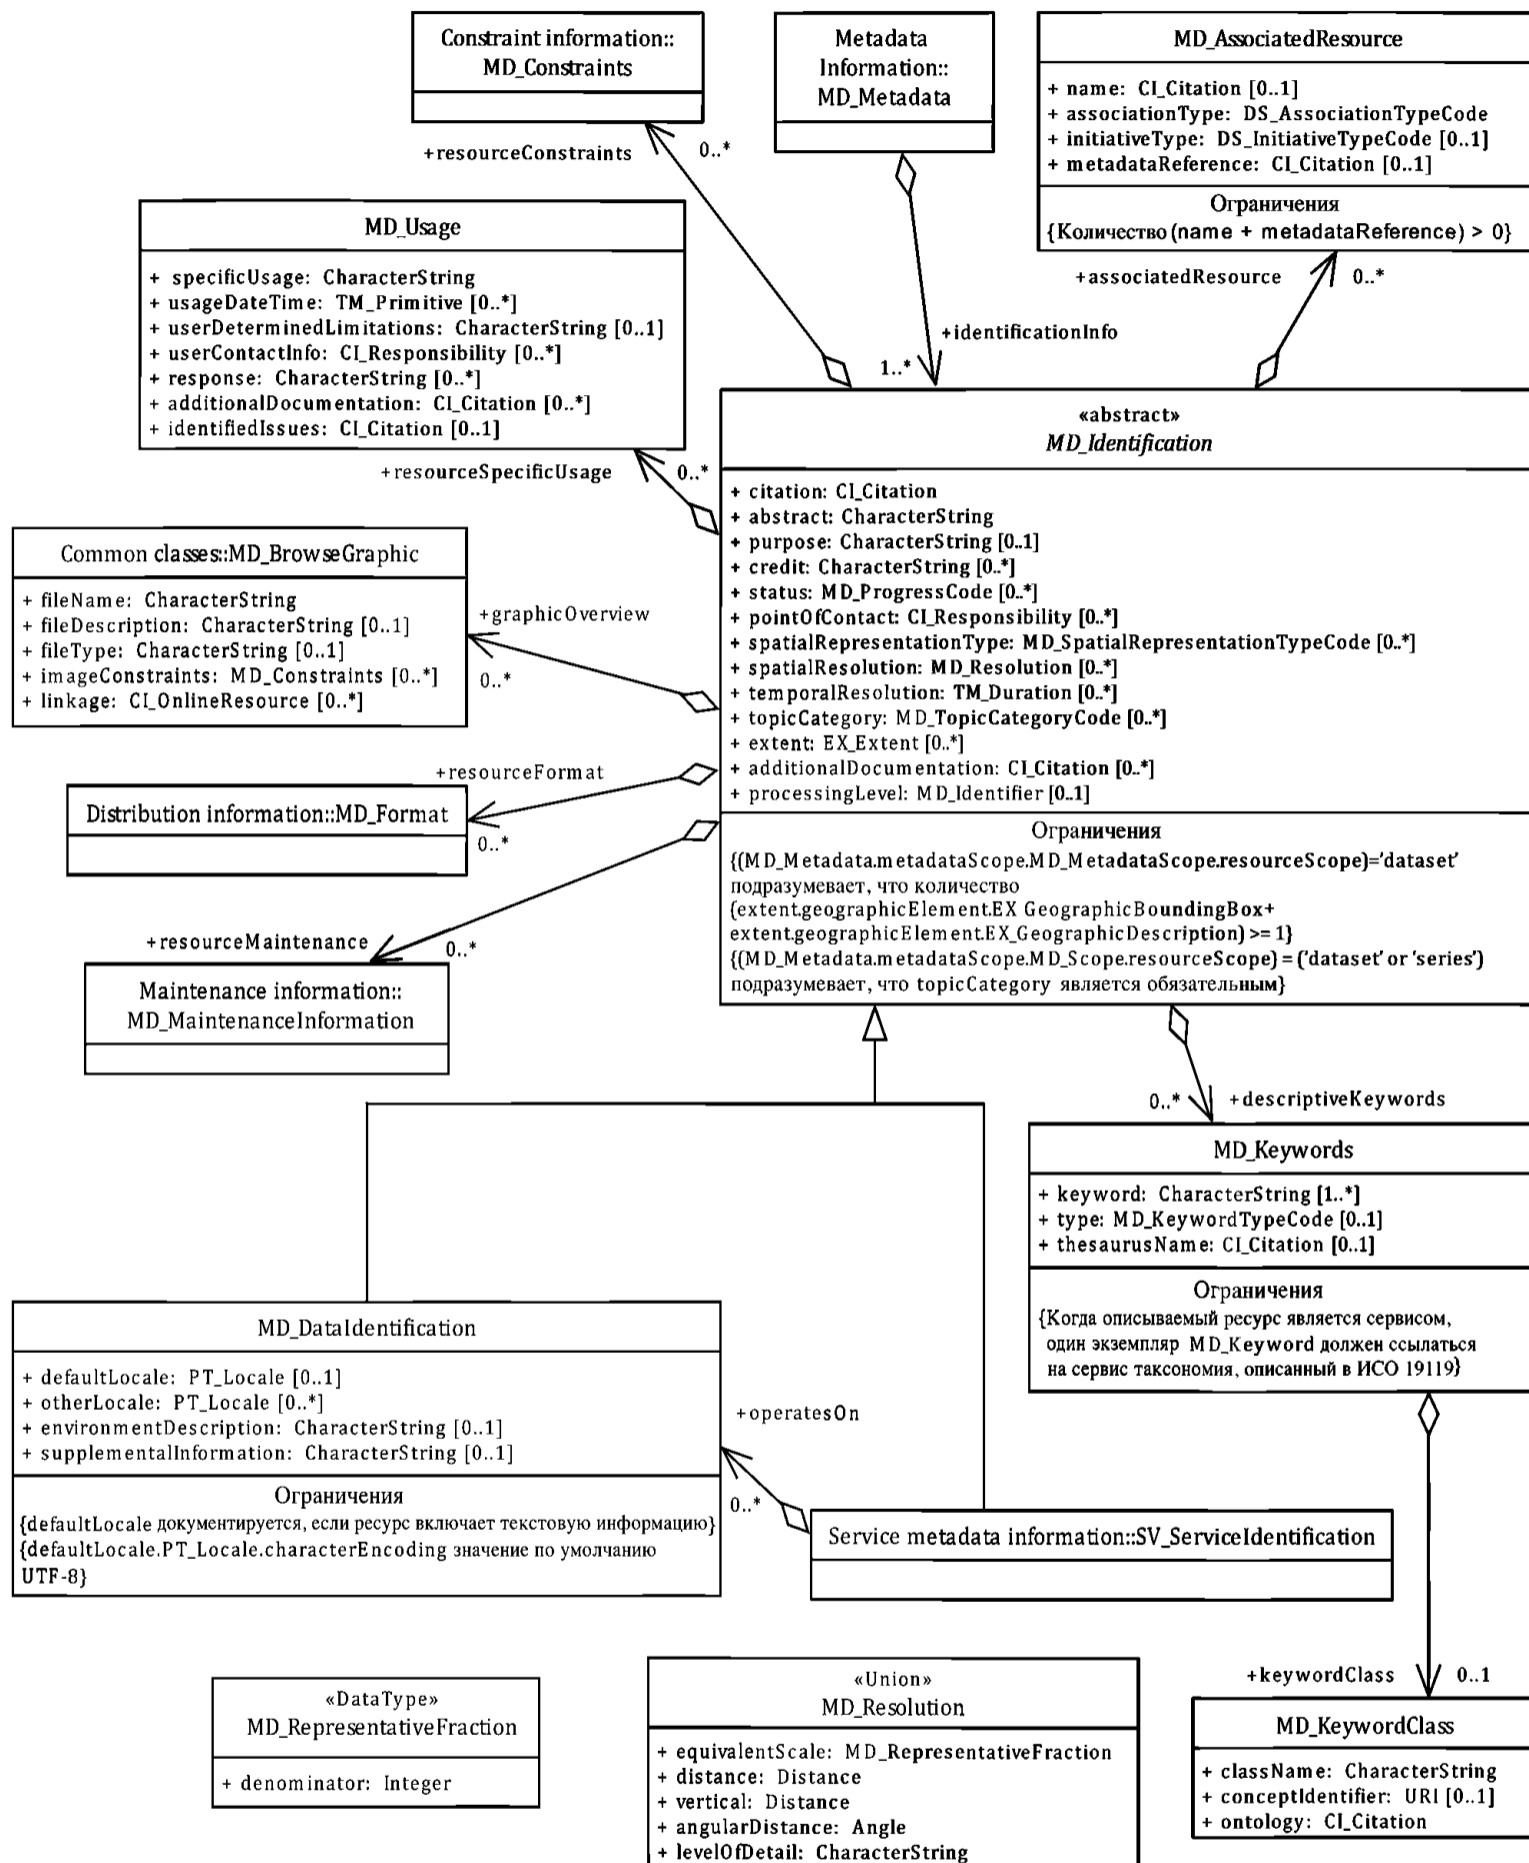 Constraint information::
MD_Constraints
Metadata
Information::
MD_Metadata
MD_AssociatedResource
+ name: CI_Citation [0..1]
+ associationType: DS_AssociationTypeCode
+ initiativeType: DS_InitiativeTypeCode [0..1]
+ metadataReference: CI_Citation [0..1]
Ограничения
{Количество (name + metadataReference) > 0}
+resourceConstraints
0..*
+associatedResource
0..*
MD_Usage
+ specificUsage: CharacterString
+ usageDateTime: TM_Primitive [0..*]
+ userDeterminedLimitations: CharacterString [0..1]
+ userContactInfo: CI_Responsibility [0..*]
+ response: CharacterString [0..*]
+ additionalDocumentation: CI_Citation [0..*]
+ identifiedIssues: CI_Citation [0..1]
+identificationInfo
1..*
+resourceSpecificUsage
0..*
«abstract»
MD_Identification
+ citation: CI_Citation
+ abstract: CharacterString
+ purpose: CharacterString [0..1]
+ credit: CharacterString [0..*]
+ status: MD_ProgressCode [0..*]
+ pointOfContact: CI_Responsibility [0..*]
+ spatialRepresentationType: MD_SpatialRepresentationTypeCode [0..*]
+ spatialResolution: MD_Resolution [0..*]
+ temporalResolution: TM_Duration [0..*]
+ topicCategory: MD_TopicCategoryCode [0..*]
+ extent: EX_Extent [0..*]
+ additionalDocumentation: CI_Citation [0..*]
+ processingLevel: MD_Identifier [0..1]
Ограничения
{(MD_Metadata.metadataScope.MD_MetadataScope.resourceScope)='dataset'
подразумевает, что количество
{extent.geographicElement.EX GeographicBoundingBox+
extent.geographicElement.EX_GeographicDescription) >= 1}
{(MD_Metadata.metadataScope.MD_Scope.resourceScope) = ('dataset' or 'series')
подразумевает, что topicCategory является обязательным}
Common classes::MD_BrowseGraphic
+ fileName: CharacterString
+ fileDescription: CharacterString [0..1]
+ fileType: CharacterString [0..1]
+ imageConstraints: MD_Constraints [0..*]
+ linkage: CI_OnlineResource [0..*]
+graphicOverview
0..*
+resourceFormat
0..*
Distribution information::MD_Format
+resourceMaintenance
0..*
Maintenance information::
MD_MaintenanceInformation
0..*
+descriptiveKeywords
MD_Keywords
+ keyword: CharacterString [1..*]
+ type: MD_KeywordTypeCode [0..1]
+ thesaurusName: CI_Citation [0..1]
Ограничения
{Когда описываемый ресурс является сервисом,
один экземпляр MD_Keyword должен ссылаться
на сервис таксономия, описанный в ИСО 19119}
MD_DataIdentification
+ defaultLocale: PT_Locale [0..1]
+ otherLocale: PT_Locale [0..*]
+ environmentDescription: CharacterString [0..1]
+ supplementalInformation: CharacterString [0..1]
Ограничения
{defaultLocale документируется, если ресурс включает текстовую информацию}
{defaultLocale.PT_Locale.characterEncoding значение по умолчанию
UTF-8}
+operatesOn
0..*
Service metadata information::SV_ServiceIdentification
«DataType»
MD_RepresentativeFraction
+ denominator: Integer
«Union»
MD_Resolution
+ equivalentScale: MD_RepresentativeFraction
+ distance: Distance
+ vertical: Distance
+ angularDistance: Angle
+ levelOfDetail: CharacterString
+keywordClass
0..1
MD_KeywordClass
+ className: CharacterString
+ conceptIdentifier: URI [0..1]
+ ontology: CI_Citation